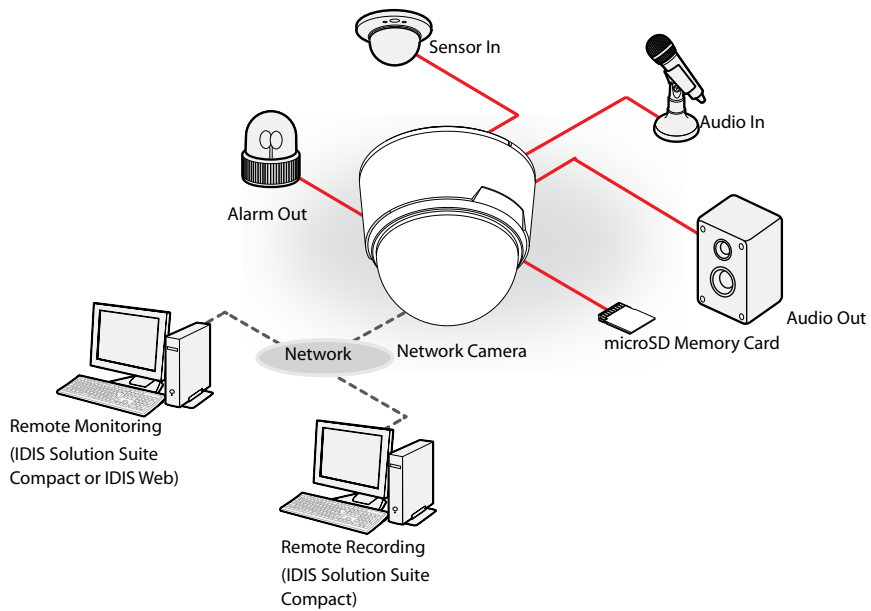 Sensor In
Audio In
Alarm Out
Audio Out
microSD Memory Card
Network
Network Camera
Remote Monitoring
(IDIS Solution Suite
Compact or IDIS Web)
Remote Recording
(IDIS Solution Suite
Compact)